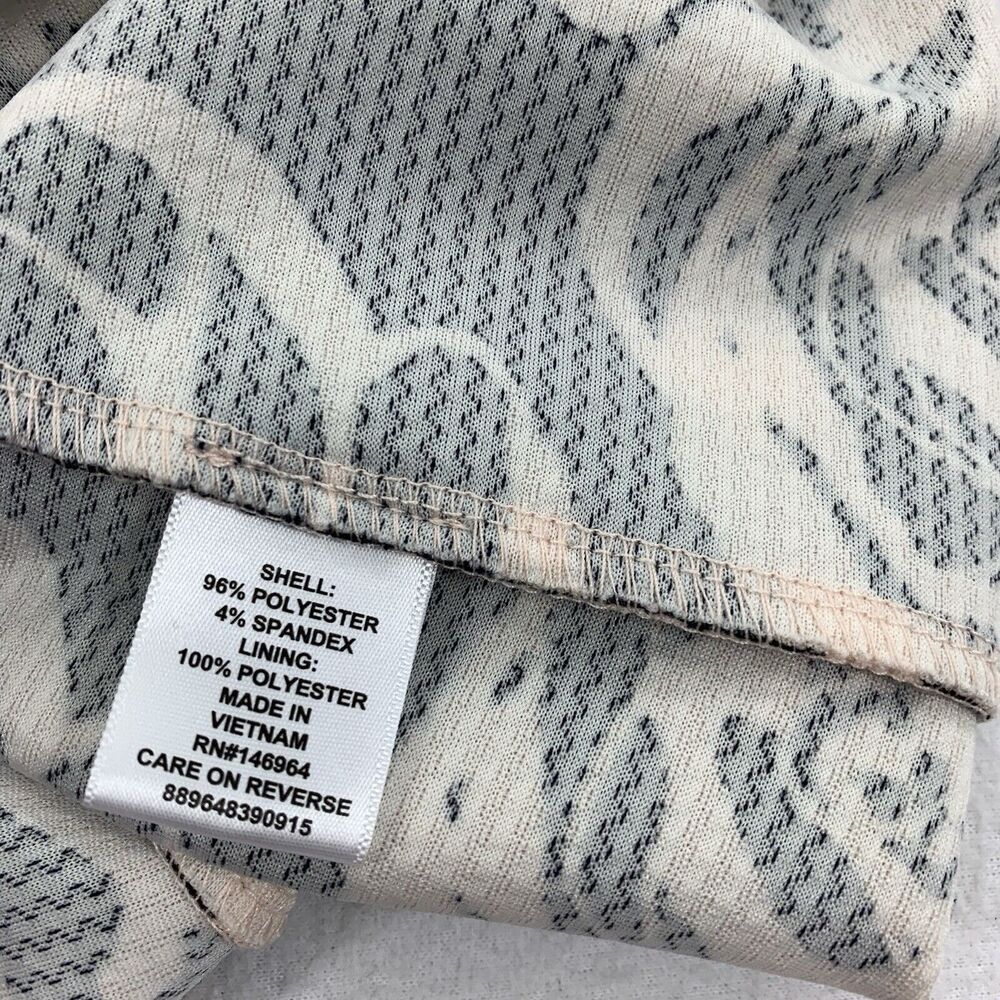 SHELL:
96% POLYESTER
4% SPANDEX
LINING:
100% POLYESTER
MADE IN
VIETNAM
RN#146964
CARE ON REVERSE
889648390915